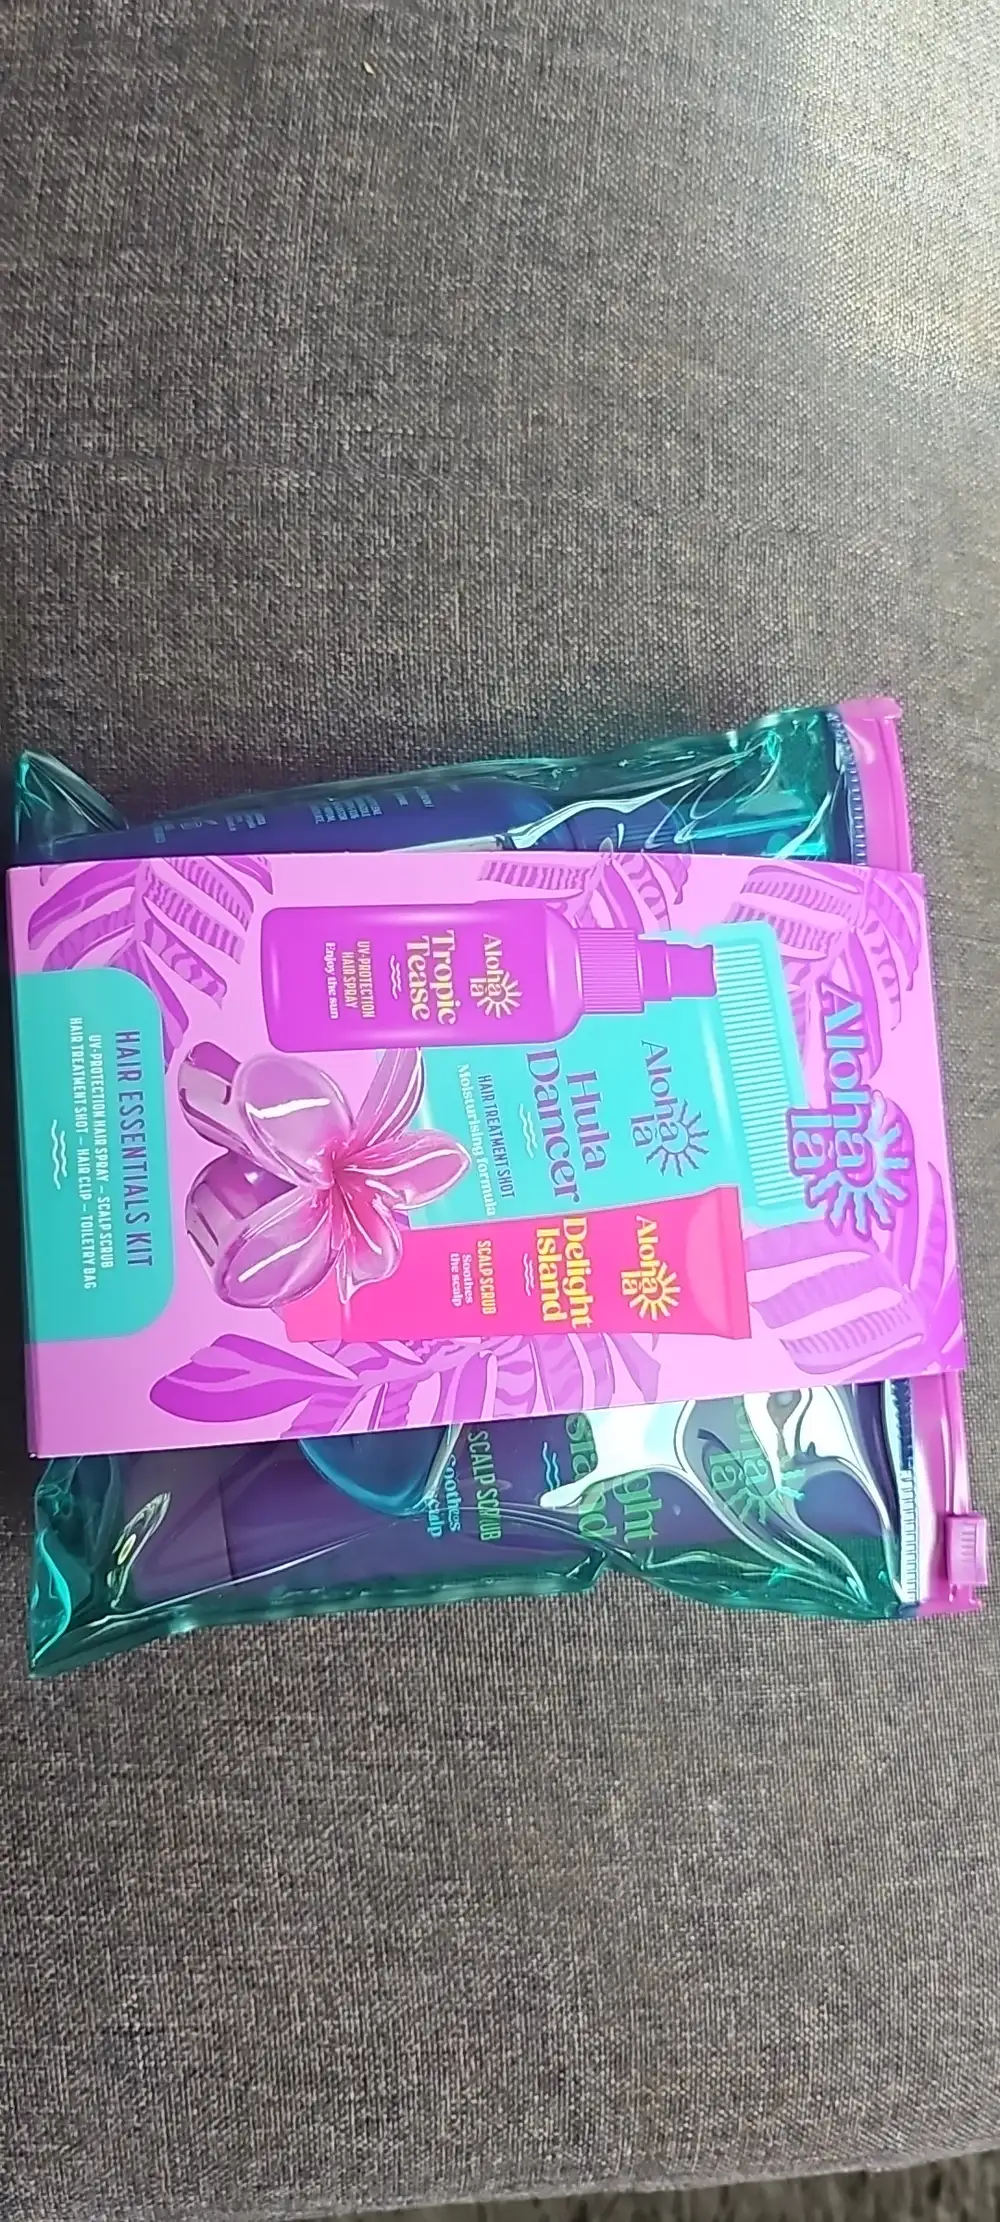 Aloha
la
Aloha
la
Tropic
Tease
UV-PROTECTION
HAIR SPRAY
Enjoy the sun
Aloha
la
Hula
Dancer
HAIR TREATMENT SHOT
Moisturising formula
Aloha
la
Delight
Island
SCALP SCRUB
Soothes
the scalp
HAIR ESSENTIALS KIT
UV-PROTECTION HAIR SPRAY – SCALP SCRUB
HAIR TREATMENT SHOT – HAIR CLIP – TOILETRY BAG
la
SCALP SCRUB